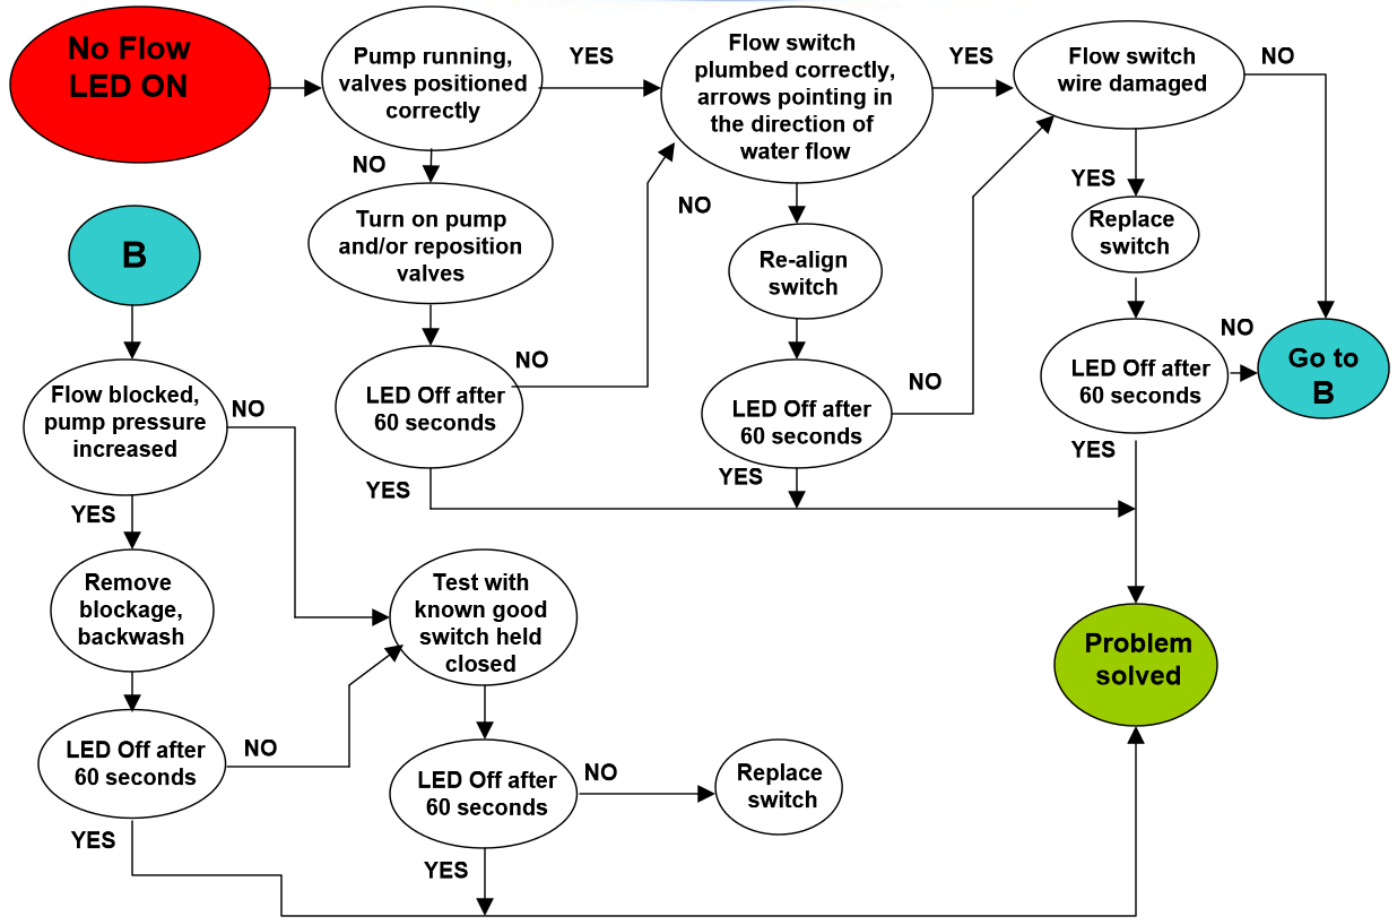 No Flow
LED ON
Pump running,
valves positioned
correctly
YES
Flow switch
plumbed correctly,
arrows pointing in
the direction of
water flow
YES
Flow switch
wire damaged
NO
NO
Turn on pump
and/or reposition
valves
NO
Re-align
switch
YES
Replace
switch
B
LED Off after
60 seconds
NO
YES
LED Off after
60 seconds
NO
YES
LED Off after
60 seconds
NO
YES
Go to
B
Flow blocked,
pump pressure
increased
NO
YES
Remove
blockage,
backwash
Test with
known good
switch held
closed
Problem
solved
LED Off after
60 seconds
NO
YES
LED Off after
60 seconds
NO
YES
Replace
switch